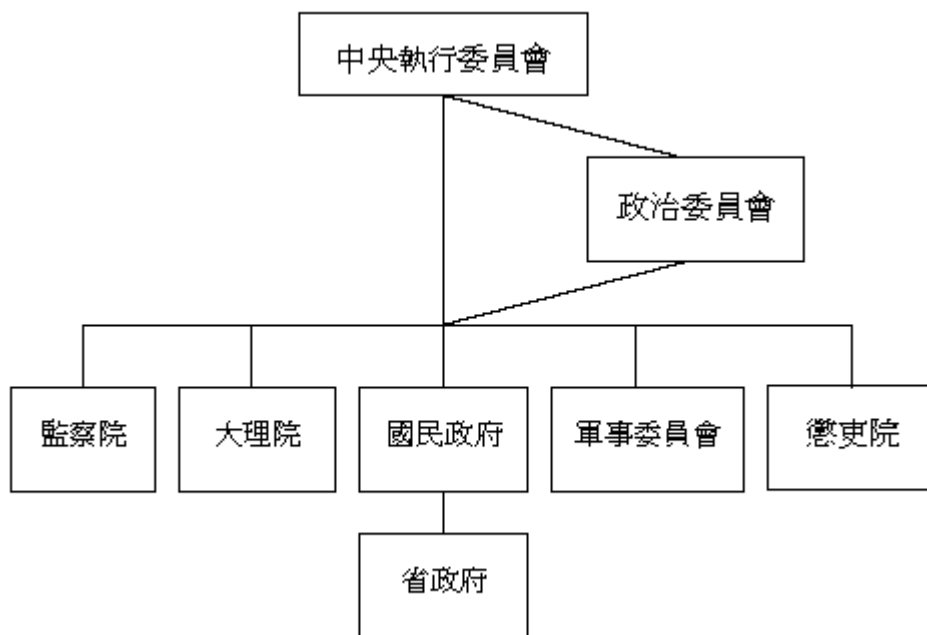 中央執行委員會
政治委員會
監察院
大理院
國民政府
軍事委員會
懲吏院
省政府